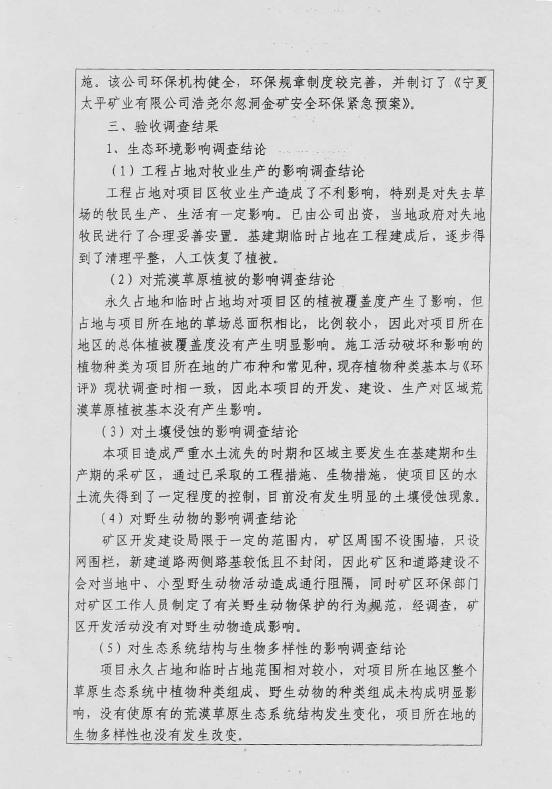 施。该公司环保机构健全，环保规章制度较完善，并制订了《宁夏
太平矿业有限公司浩尧尔忽洞金矿安全环保紧急预案》。
三、验收调查结果
1、生态环境影响调查结论
（1）工程占地对牧业生产的影响调查结论
工程占地对项目区牧业生产造成了不利影响，特别是对失去草
场的牧民生产、生活有一定影响。已由公司出资，当地政府对失地
牧民进行了合理妥善安置。基建期临时占地在工程建成后，逐步得
到了清理平整，人工恢复了植被。
（2）对荒漠草原植被的影响调查结论
永久占地和临时占地均对项目区的植被覆盖度产生了影响，但
占地与项目所在地的草场总面积相比，比例较小，因此对项目所在
地区的总体植被覆盖度没有产生明显影响。施工活动破坏和影响的
植物种类为项目所在地的广布种和常见种，现存植物种类基本与《环
评》现状调查时相一致，因此本项目的开发、建设、生产对区域荒
漠草原植被基本没有产生影响。
（3）对土壤侵蚀的影响调查结论
本项目造成严重水土流失的时期和区域主要发生在基建期和生
产期的采矿区，通过已采取的工程措施、生物措施，使项目区的水
土流失得到了一定程度的控制，目前没有发生明显的土壤侵蚀现象。
（4）对野生动物的影响调查结论
矿区开发建设局限于一定的范围内，矿区周围不设围墙，只设
网围栏，新建道路两侧路基较低且不封闭，因此矿区和道路建设不
会对当地中、小型野生动物活动造成通行阻隔，同时矿区环保部门
对矿区工作人员制定了有关野生动物保护的行为规范，经调查，矿
区开发活动没有对野生动物造成影响。
（5）对生态系统结构与生物多样性的影响调查结论
项目永久占地和临时占地范围相对较小，对项目所在地区整个
草原生态系统中植物种类组成、野生动物的种类组成未构成明显影
响，没有使原有的荒漠草原生态系统结构发生变化，项目所在地的
生物多样性也没有发生改变。